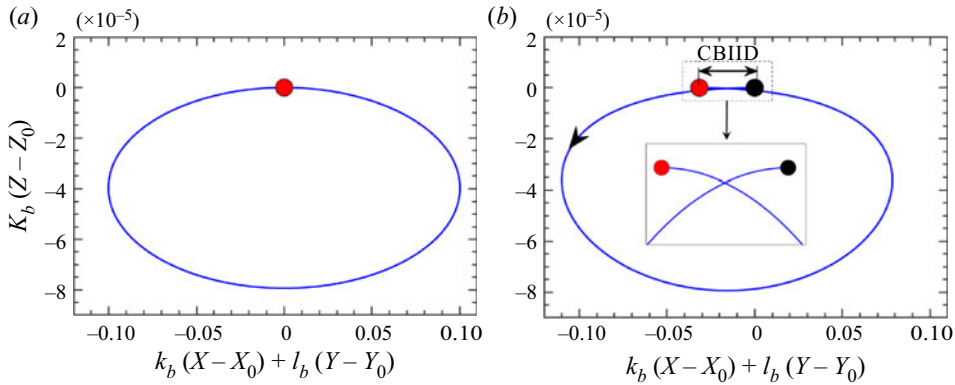 (a) (×10⁻⁵)
2
0
−2
−4
−6
−8
K_b (Z – Z_0)
−0.10 −0.05 0 0.05 0.10
k_b (X – X_0) + l_b (Y – Y_0)
(b) (×10⁻⁵)
CBIID
2
0
−2
−4
−6
−8
−0.10 −0.05 0 0.05 0.10
k_b (X – X_0) + l_b (Y – Y_0)